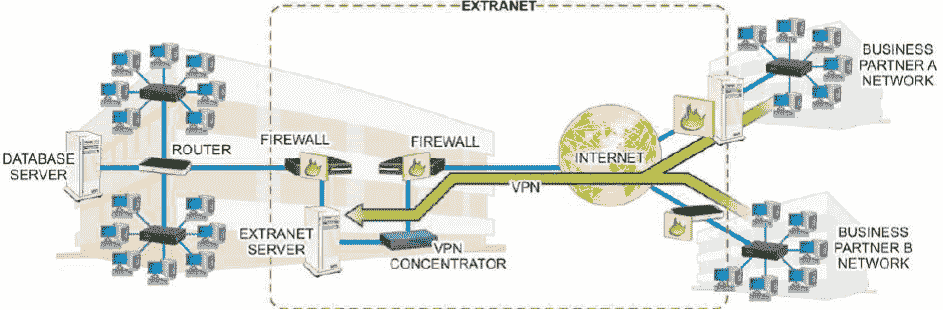 EXTRANET
BUSINESS
PARTNER A
NETWORK
FIREWALL
FIREWALL
ROUTER
DATABASE
SERVER
INTERNET
VPN
EXTRANET
SERVER
VPN
CONCENTRATOR
BUSINESS
PARTNER B
NETWORK